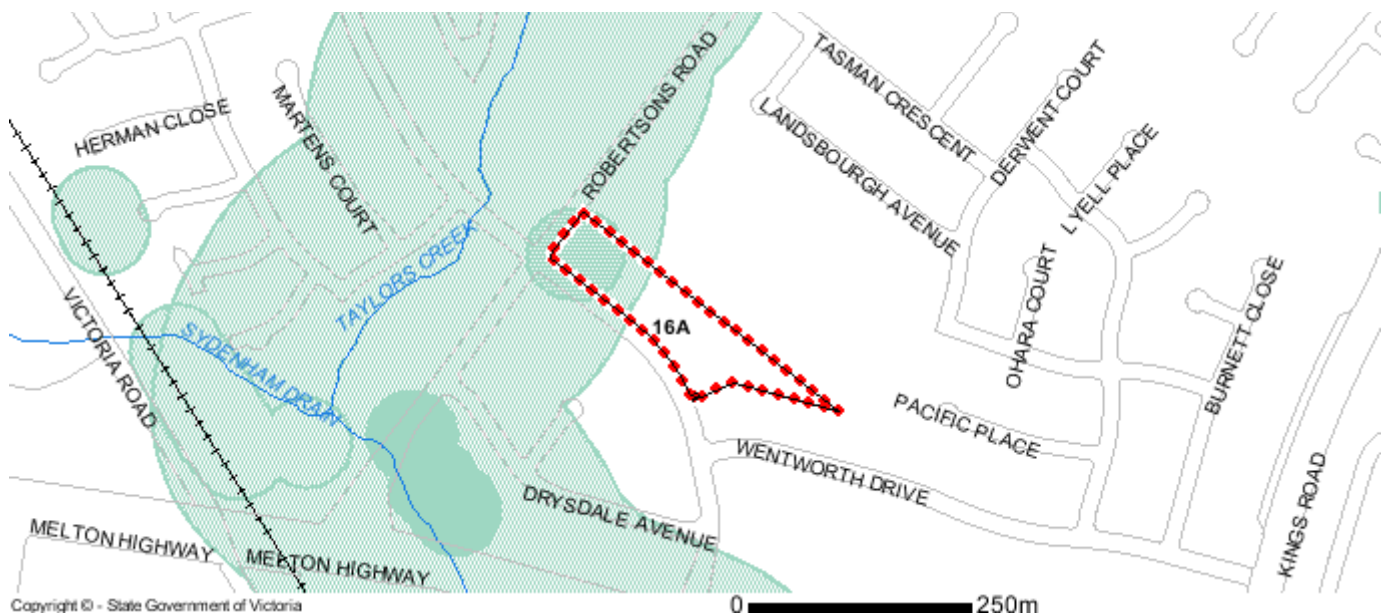 ROBERTSONS ROAD
TASMAN CRESCENT
DERWENT COURT
HERMAN CLOSE
MARTENS COURT
LANDSBOURGH AVENUE
LYELL PLACE
TAYLORS CREEK
OHARA COURT
BURNETT CLOSE
VICTORIA ROAD
SYDENHAM DRAIN
16A
PACIFIC PLACE
WENTWORTH DRIVE
KINGS ROAD
DRYSDALE AVENUE
MELTON HIGHWAY
MELTON HIGHWAY
Copyright © - State Government of Victoria
0 250m